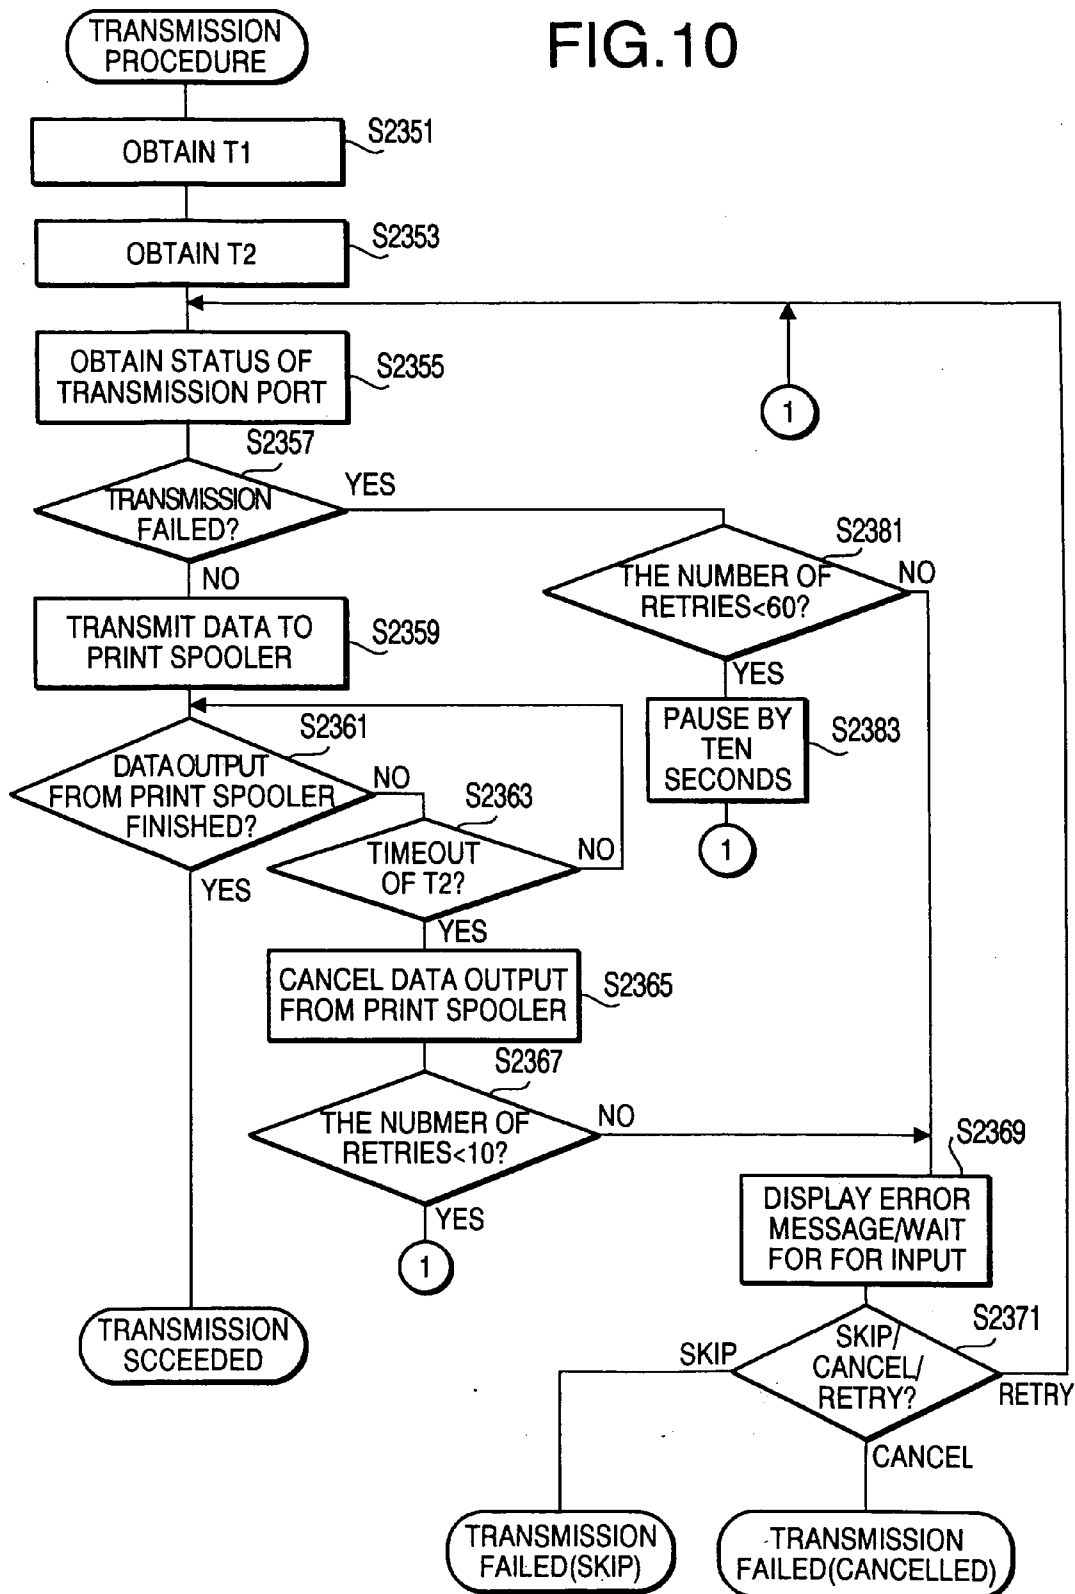 FIG.10
TRANSMISSION
PROCEDURE
S2351
OBTAIN T1
S2353
OBTAIN T2
OBTAIN STATUS OF
TRANSMISSION PORT
S2355
1
S2357
TRANSMISSION
FAILED?
YES
NO
S2381
THE NUMBER OF
RETRIES<60?
NO
YES
TRANSMIT DATA TO
PRINT SPOOLER
S2359
PAUSE BY
TEN
SECONDS
S2383
1
S2361
DATA OUTPUT
FROM PRINT SPOOLER
FINISHED?
NO
YES
S2363
TIMEOUT
OF T2?
NO
YES
CANCEL DATA OUTPUT
FROM PRINT SPOOLER
S2365
S2367
THE NUBMER OF
RETRIES<10?
NO
YES
1
S2369
DISPLAY ERROR
MESSAGE/WAIT
FOR FOR INPUT
TRANSMISSION
SCCEEDED
S2371
SKIP/
CANCEL/
RETRY?
SKIP
RETRY
CANCEL
TRANSMISSION
FAILED(SKIP)
TRANSMISSION
FAILED(CANCELLED)